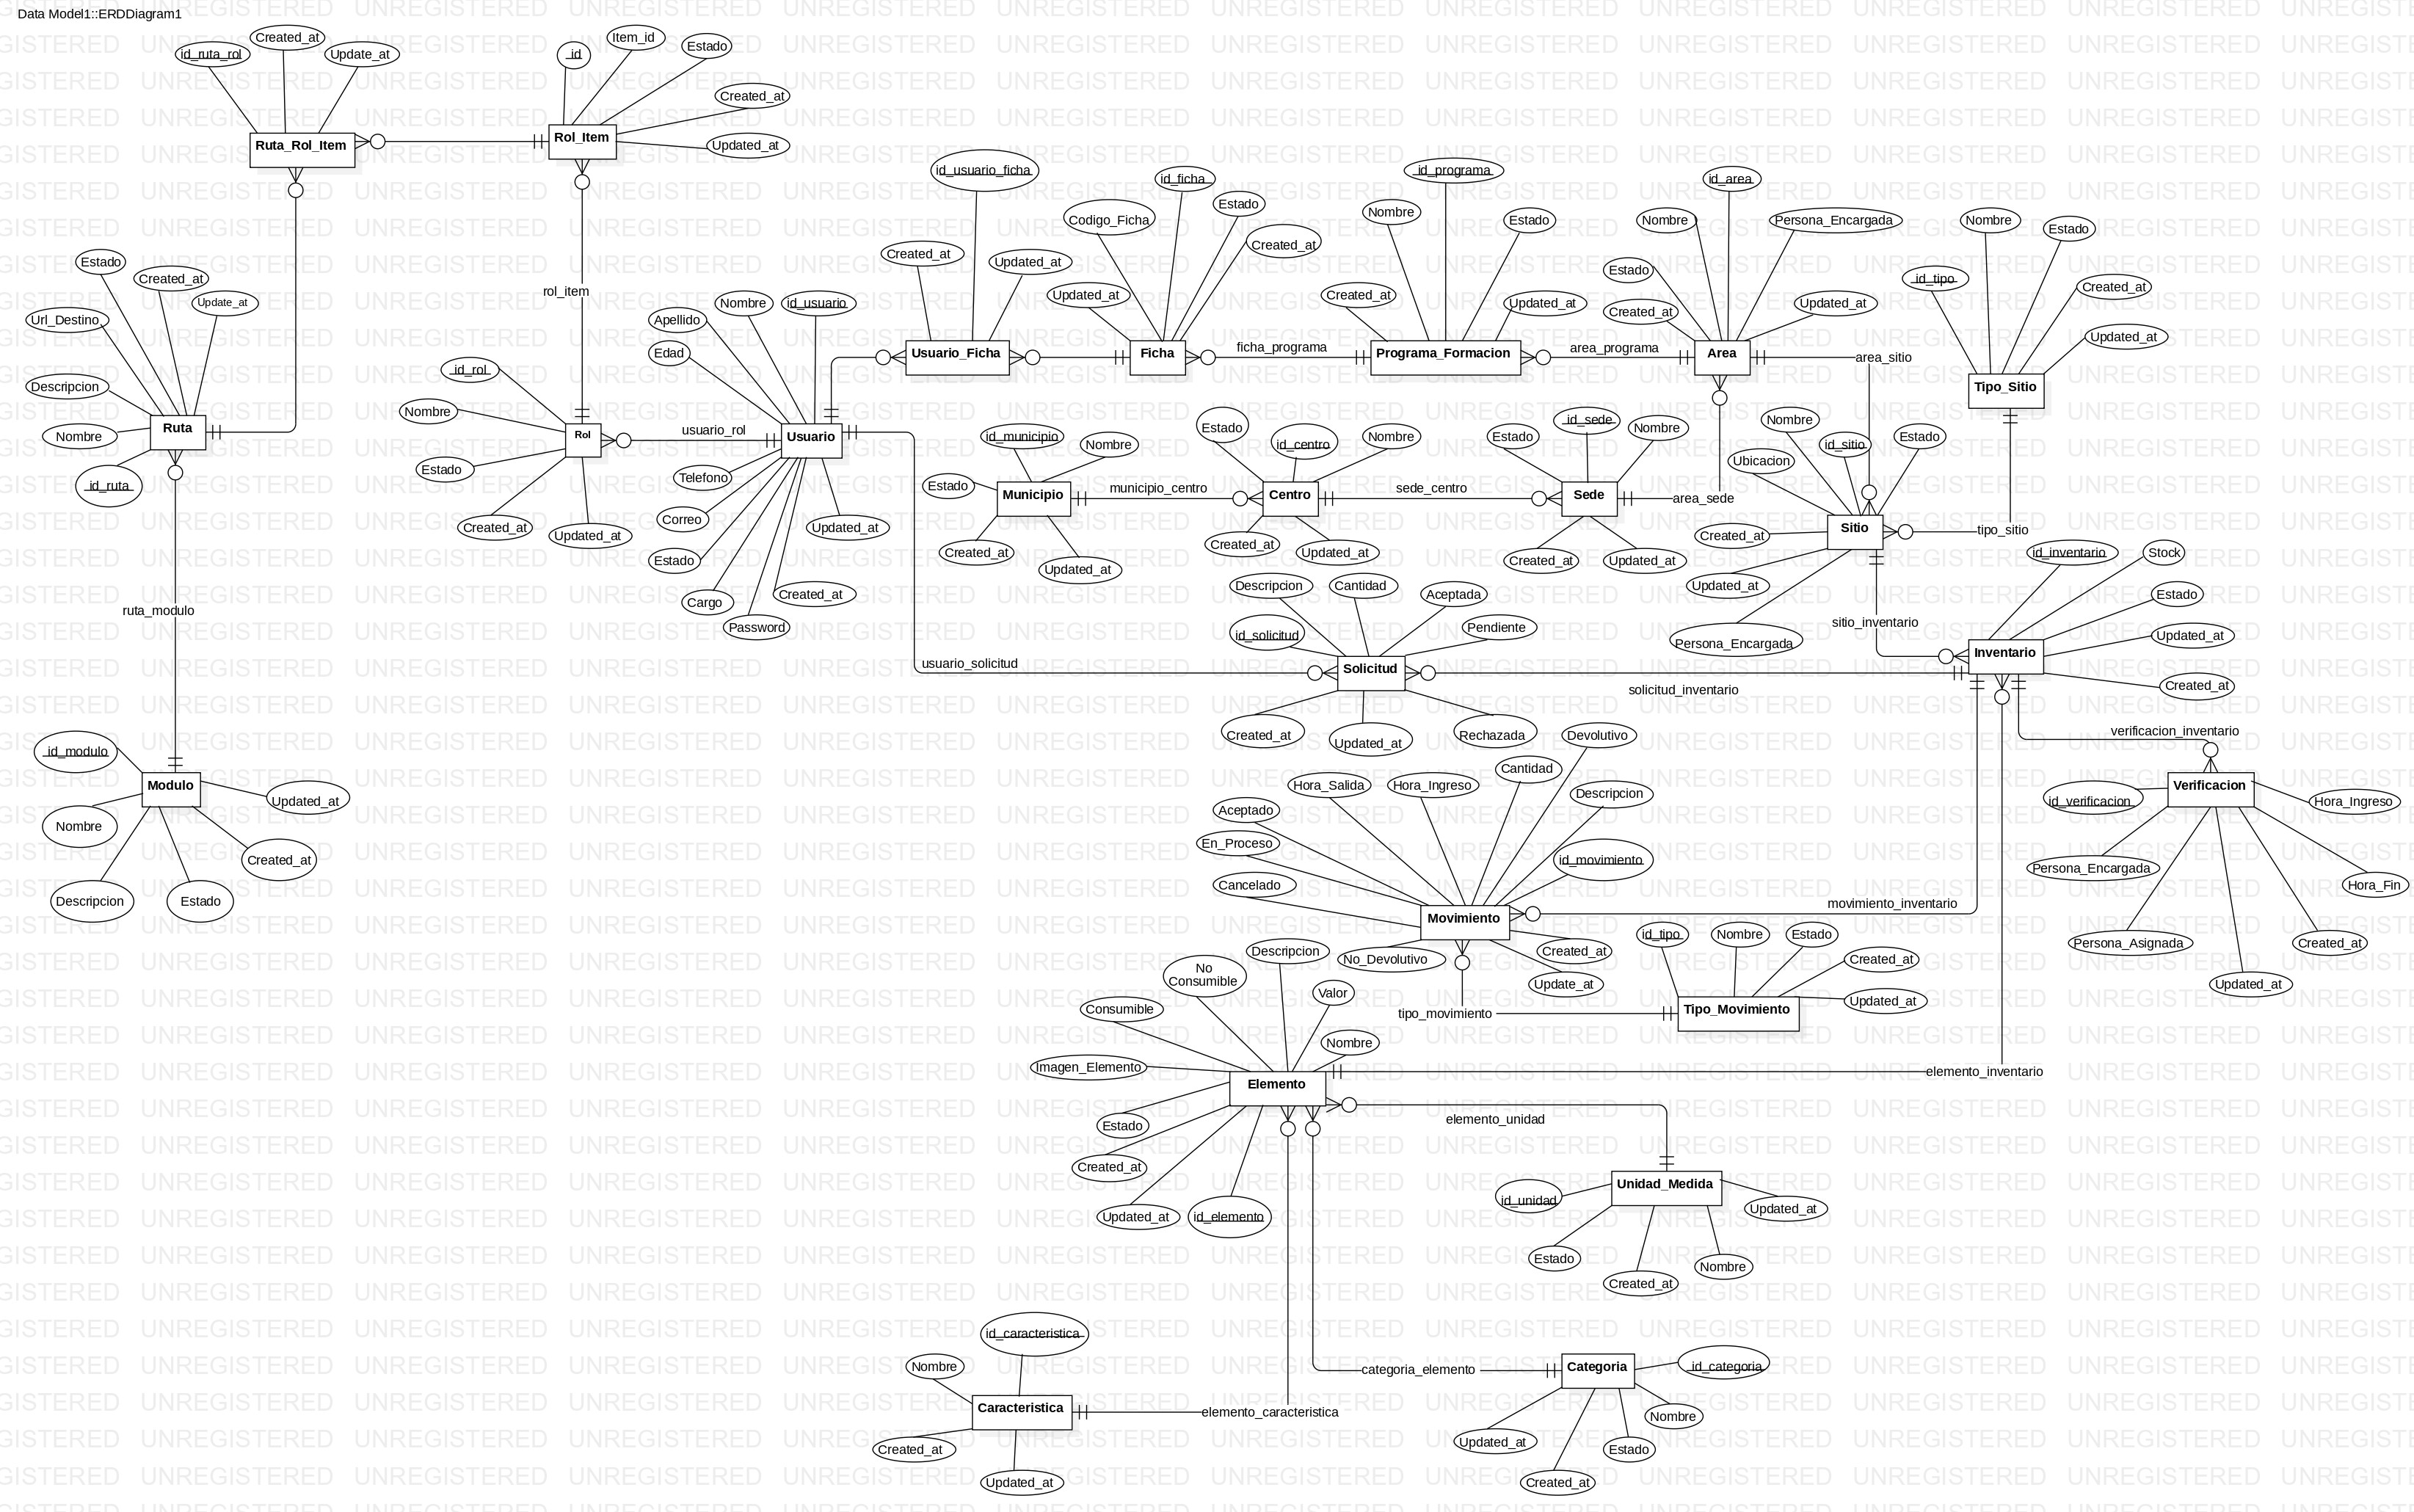 Data Model1::ERDDiagram1
id_ruta_rol
Created_at
Update_at
Ruta_Rol_Item
id
Item_id
Estado
Created_at
Updated_at
Rol_Item
rol_item
Estado
Created_at
Update_at
Url_Destino
Descripcion
Nombre
id_ruta
Ruta
ruta_modulo
id_modulo
Nombre
Descripcion
Estado
Created_at
Updated_at
Modulo
id_rol
Nombre
Estado
Created_at
Updated_at
Rol
usuario_rol
Nombre
id_usuario
Apellido
Edad
Telefono
Correo
Estado
Cargo
Password
Created_at
Updated_at
Usuario
id_usuario_ficha
Created_at
Updated_at
Usuario_Ficha
id_ficha
Codigo_Ficha
Estado
Created_at
Updated_at
Ficha
ficha_programa
id_programa
Nombre
Estado
Created_at
Updated_at
Programa_Formacion
area_programa
id_area
Nombre
Persona_Encargada
Estado
Created_at
Updated_at
Area
area_sitio
Nombre
Estado
id_tipo
Created_at
Updated_at
Tipo_Sitio
id_municipio
Nombre
Estado
Created_at
Updated_at
Municipio
municipio_centro
Estado
id_centro
Nombre
Created_at
Updated_at
Centro
sede_centro
Estado
id_sede
Nombre
Created_at
Updated_at
Sede
area_sede
Nombre
id_sitio
Estado
Ubicacion
Created_at
Updated_at
Persona_Encargada
Sitio
tipo_sitio
sitio_inventario
id_inventario
Stock
Estado
Updated_at
Created_at
Inventario
Descripcion
Cantidad
Aceptada
id_solicitud
Pendiente
Created_at
Updated_at
Rechazada
Solicitud
usuario_solicitud
solicitud_inventario
verificacion_inventario
id_verificacion
Hora_Ingreso
Persona_Encargada
Hora_Fin
Persona_Asignada
Created_at
Updated_at
Verificacion
Devolutivo
Cantidad
Hora_Salida
Hora_Ingreso
Descripcion
Aceptado
En_Proceso
id_movimiento
Cancelado
No_Devolutivo
Created_at
Update_at
Movimiento
movimiento_inventario
tipo_movimiento
id_tipo
Nombre
Estado
Created_at
Updated_at
Tipo_Movimiento
Descripcion
No
Consumible
Consumible
Valor
Nombre
Imagen_Elemento
Estado
Created_at
Updated_at
id_elemento
Elemento
elemento_inventario
elemento_unidad
id_unidad
Updated_at
Estado
Nombre
Created_at
Unidad_Medida
id_caracteristica
Nombre
Created_at
Updated_at
Caracteristica
elemento_caracteristica
categoria_elemento
id_categoria
Nombre
Updated_at
Estado
Created_at
Categoria
UNREGISTERED